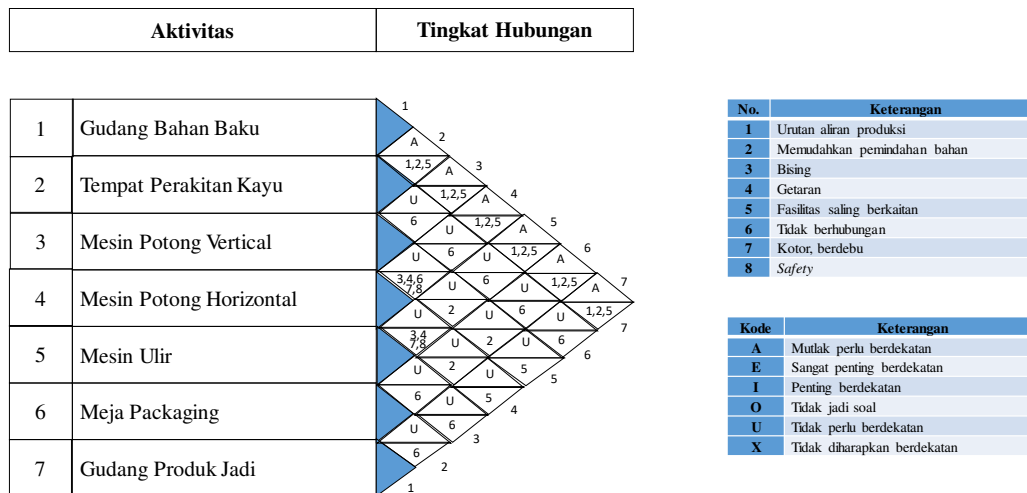 Aktivitas Tingkat Hubungan
1 Gudang Bahan Baku
2 Tempat Perakitan Kayu
3 Mesin Potong Vertical
4 Mesin Potong Horizontal
5 Mesin Ulir
6 Meja Packaging
7 Gudang Produk Jadi
1
A 2
1,2,5 A 3
U 1,2,5 A 4
6 U 1,2,5 A 5
U 6 U 1,2,5 A 6
3,4,6 U 6 U 1,2,5 A 7
7,8
U 2 U 6 U 1,2,5
7
3,4 U 2 U 6
7,8
6
U 2 U 5
5
6 U 5
4
U 6
3
6
2
1
No. Keterangan
1 Urutan aliran produksi
2 Memudahkan pemindahan bahan
3 Bising
4 Getaran
5 Fasilitas saling berkaitan
6 Tidak berhubungan
7 Kotor, berdebu
8 Safety
Kode Keterangan
A Mutlak perlu berdekatan
E Sangat penting berdekatan
I Penting berdekatan
O Tidak jadi soal
U Tidak perlu berdekatan
X Tidak diharapkan berdekatan